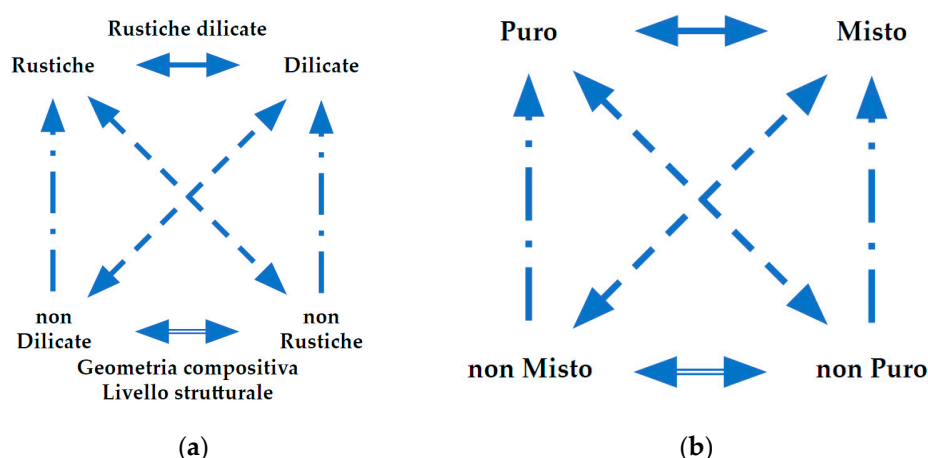 Rustiche dilicate
Rustiche
Dilicate
non
Dilicate
non
Rustiche
Geometria compositiva
Livello strutturale
(a)
Puro
Misto
non Misto
non Puro
(b)